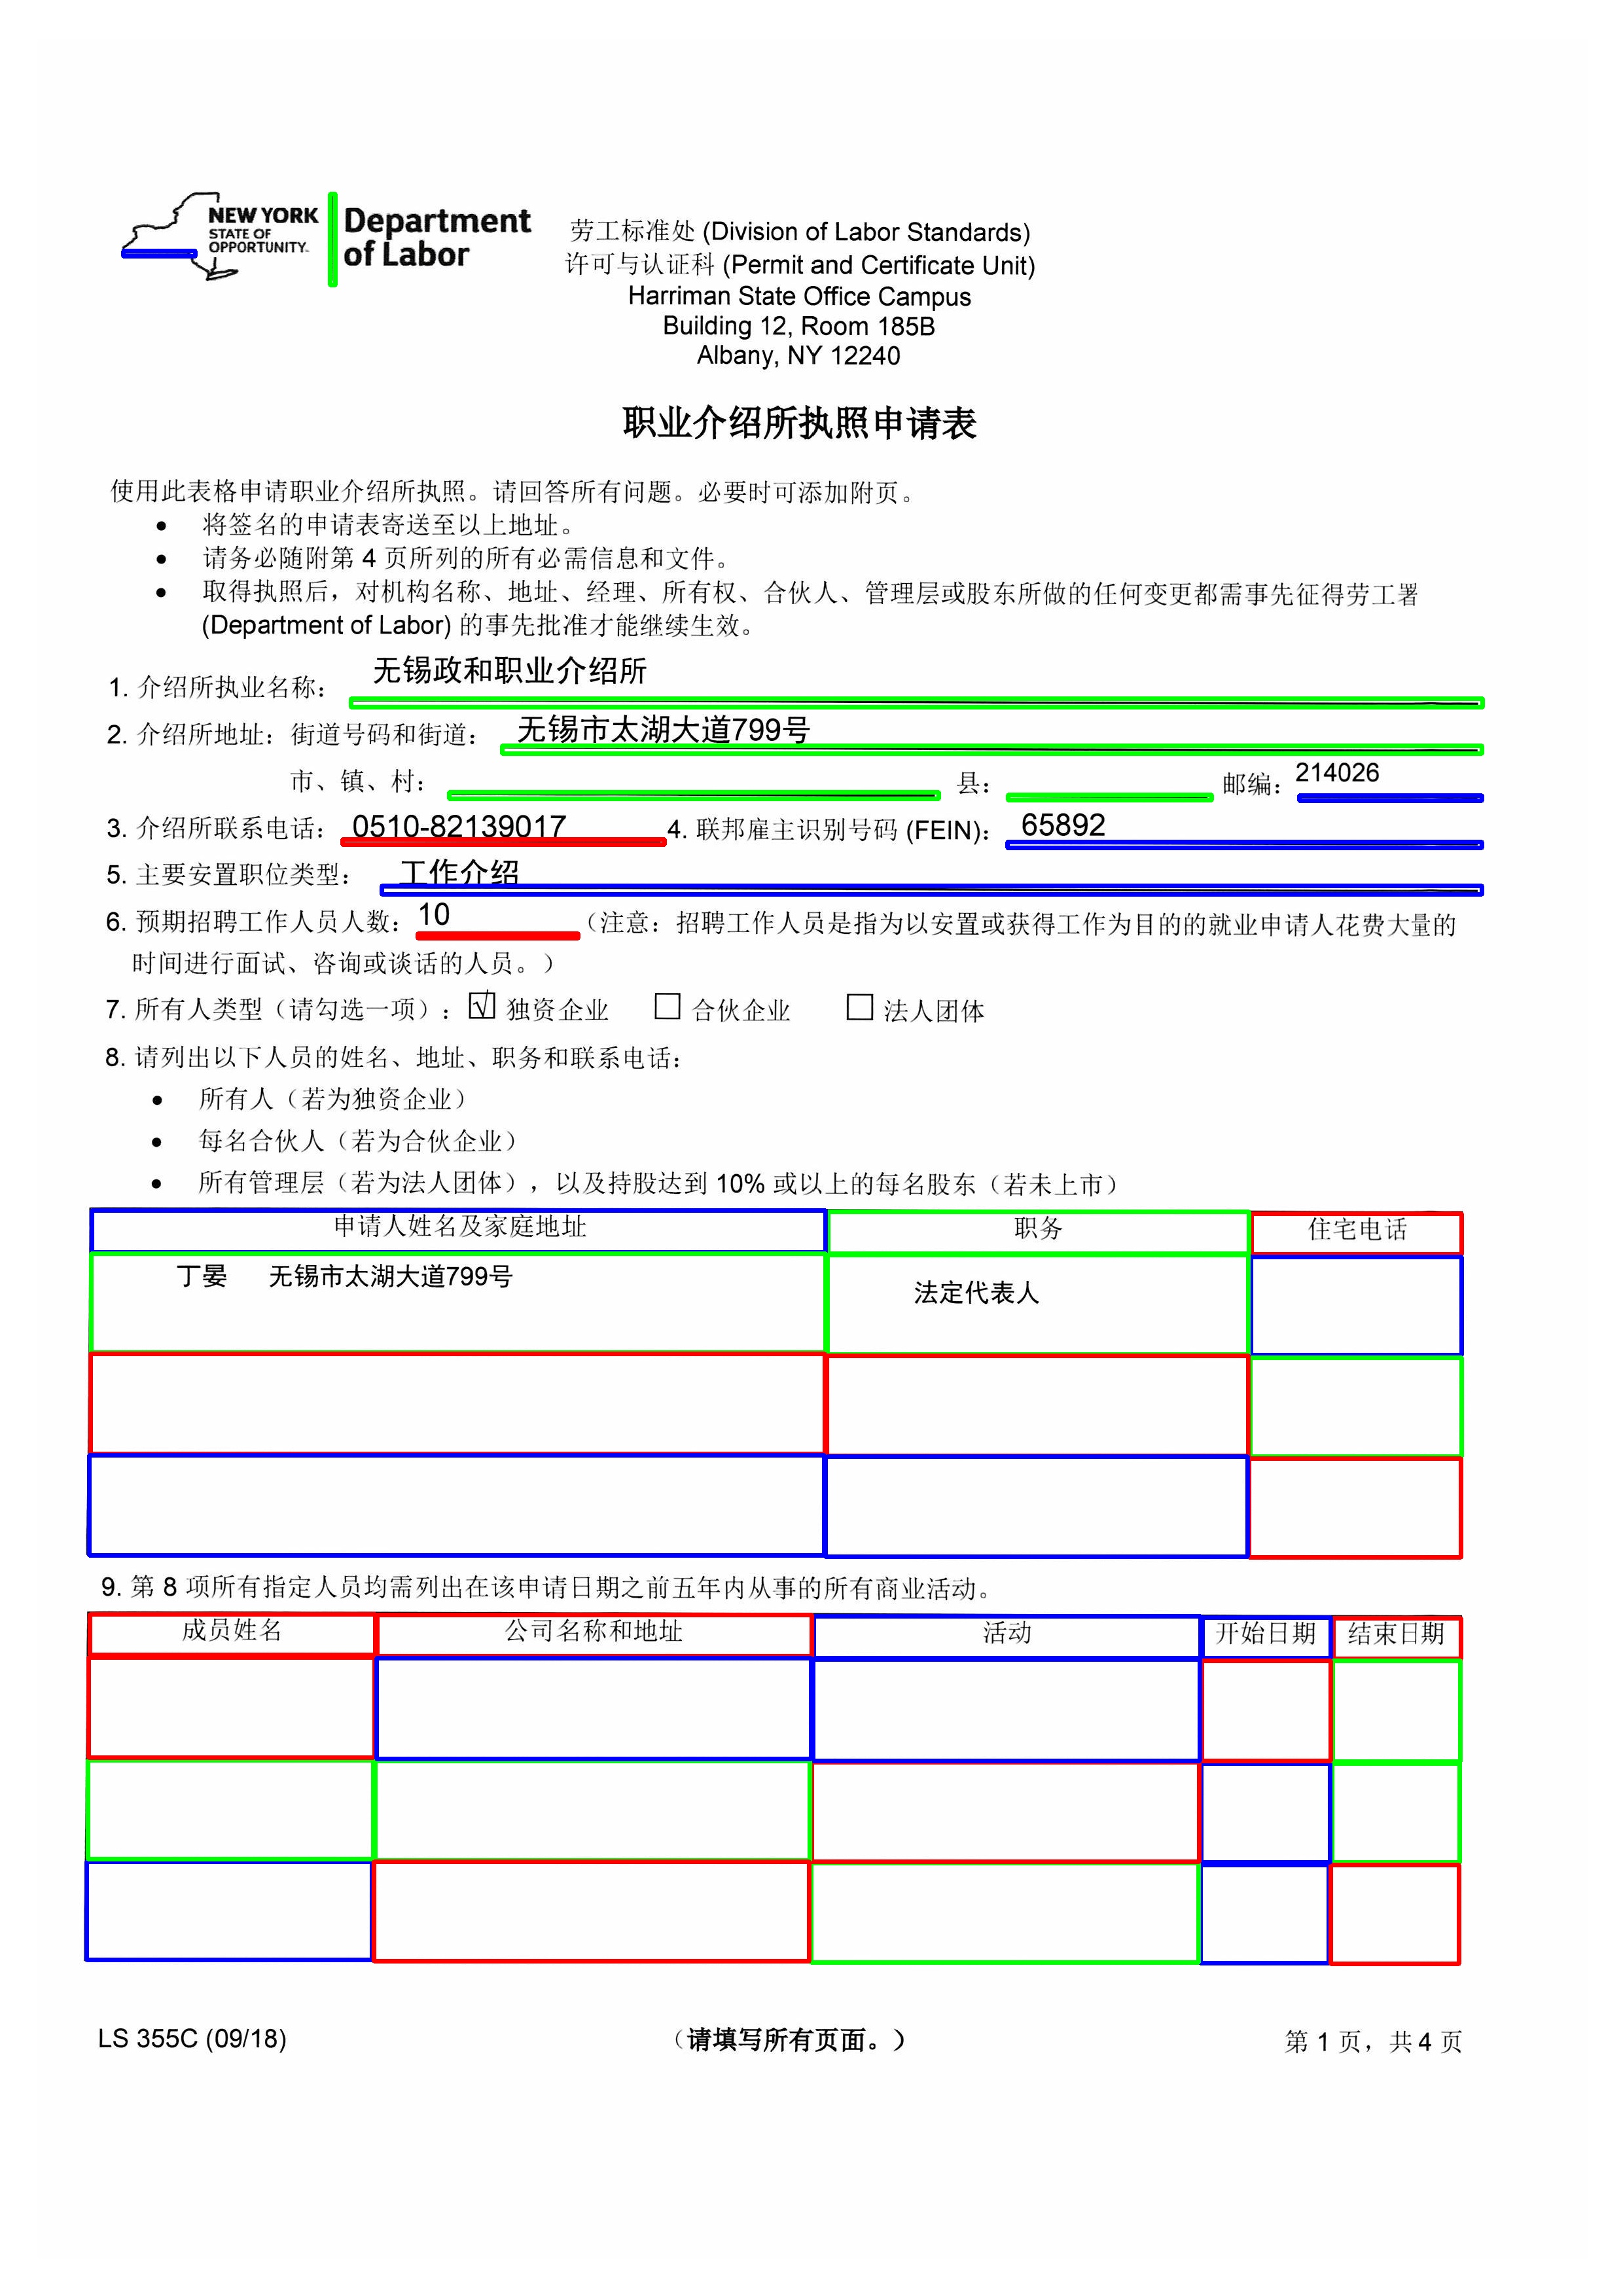 NEW YORK
STATE OF
OPPORTUNITY.
Department
of Labor
劳工标准处 (Division of Labor Standards)
许可与认证科 (Permit and Certificate Unit)
Harriman State Office Campus
Building 12, Room 185B
Albany, NY 12240
职业介绍所执照申请表
使用此表格申请职业介绍所执照。请回答所有问题。必要时可添加附页。
• 将签名的申请表寄送至以上地址。
• 请务必随附第 4 页所列的所有必需信息和文件。
• 取得执照后，对机构名称、地址、经理、所有权、合伙人、管理层或股东所做的任何变更都需事先征得劳工署
(Department of Labor) 的事先批准才能继续生效。
1. 介绍所执业名称： 无锡政和职业介绍所
2. 介绍所地址：街道号码和街道： 无锡市太湖大道799号
市、镇、村： 县： 邮编：214026
3. 介绍所联系电话： 0510-82139017 4. 联邦雇主识别号码 (FEIN)： 65892
5. 主要安置职位类型： 工作介绍
6. 预期招聘工作人员人数：10 （注意：招聘工作人员是指为以安置或获得工作为目的的就业申请人花费大量的
时间进行面试、咨询或谈话的人员。）
7. 所有人类型（请勾选一项）：☑ 独资企业 ☐ 合伙企业 ☐ 法人团体
8. 请列出以下人员的姓名、地址、职务和联系电话：
• 所有人（若为独资企业）
• 每名合伙人（若为合伙企业）
• 所有管理层（若为法人团体），以及持股达到 10% 或以上的每名股东（若未上市）
申请人姓名及家庭地址 职务 住宅电话
丁晏 无锡市太湖大道799号 法定代表人
9. 第 8 项所有指定人员均需列出在该申请日期之前五年内从事的所有商业活动。
成员姓名 公司名称和地址 活动 开始日期 结束日期
LS 355C (09/18) （请填写所有页面。） 第 1 页，共 4 页